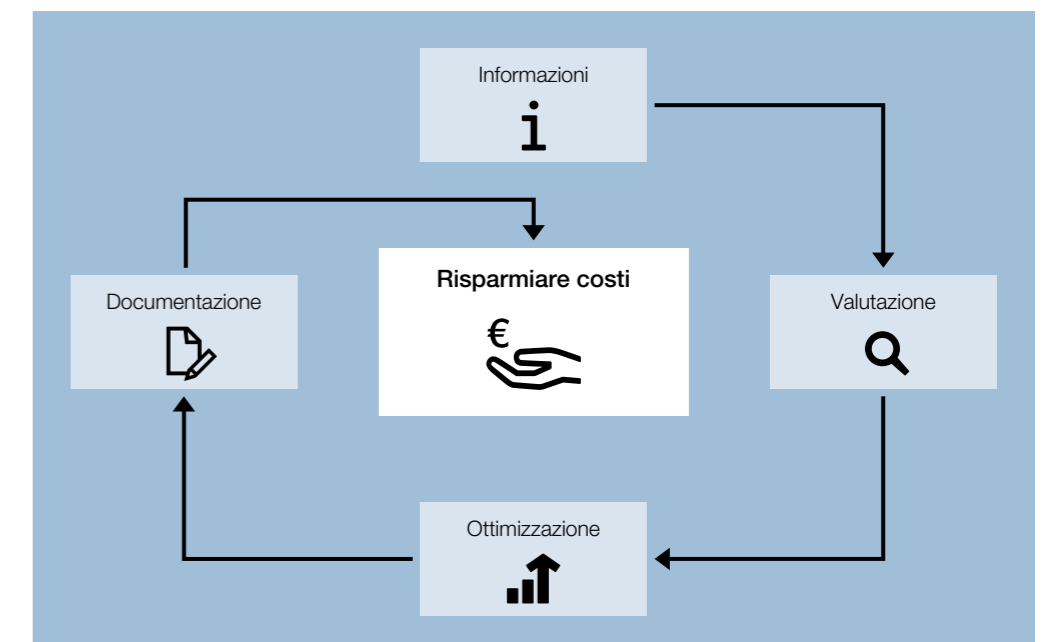 Informazioni
i
Risparmiare costi
€
Documentazione
Valutazione
Ottimizzazione